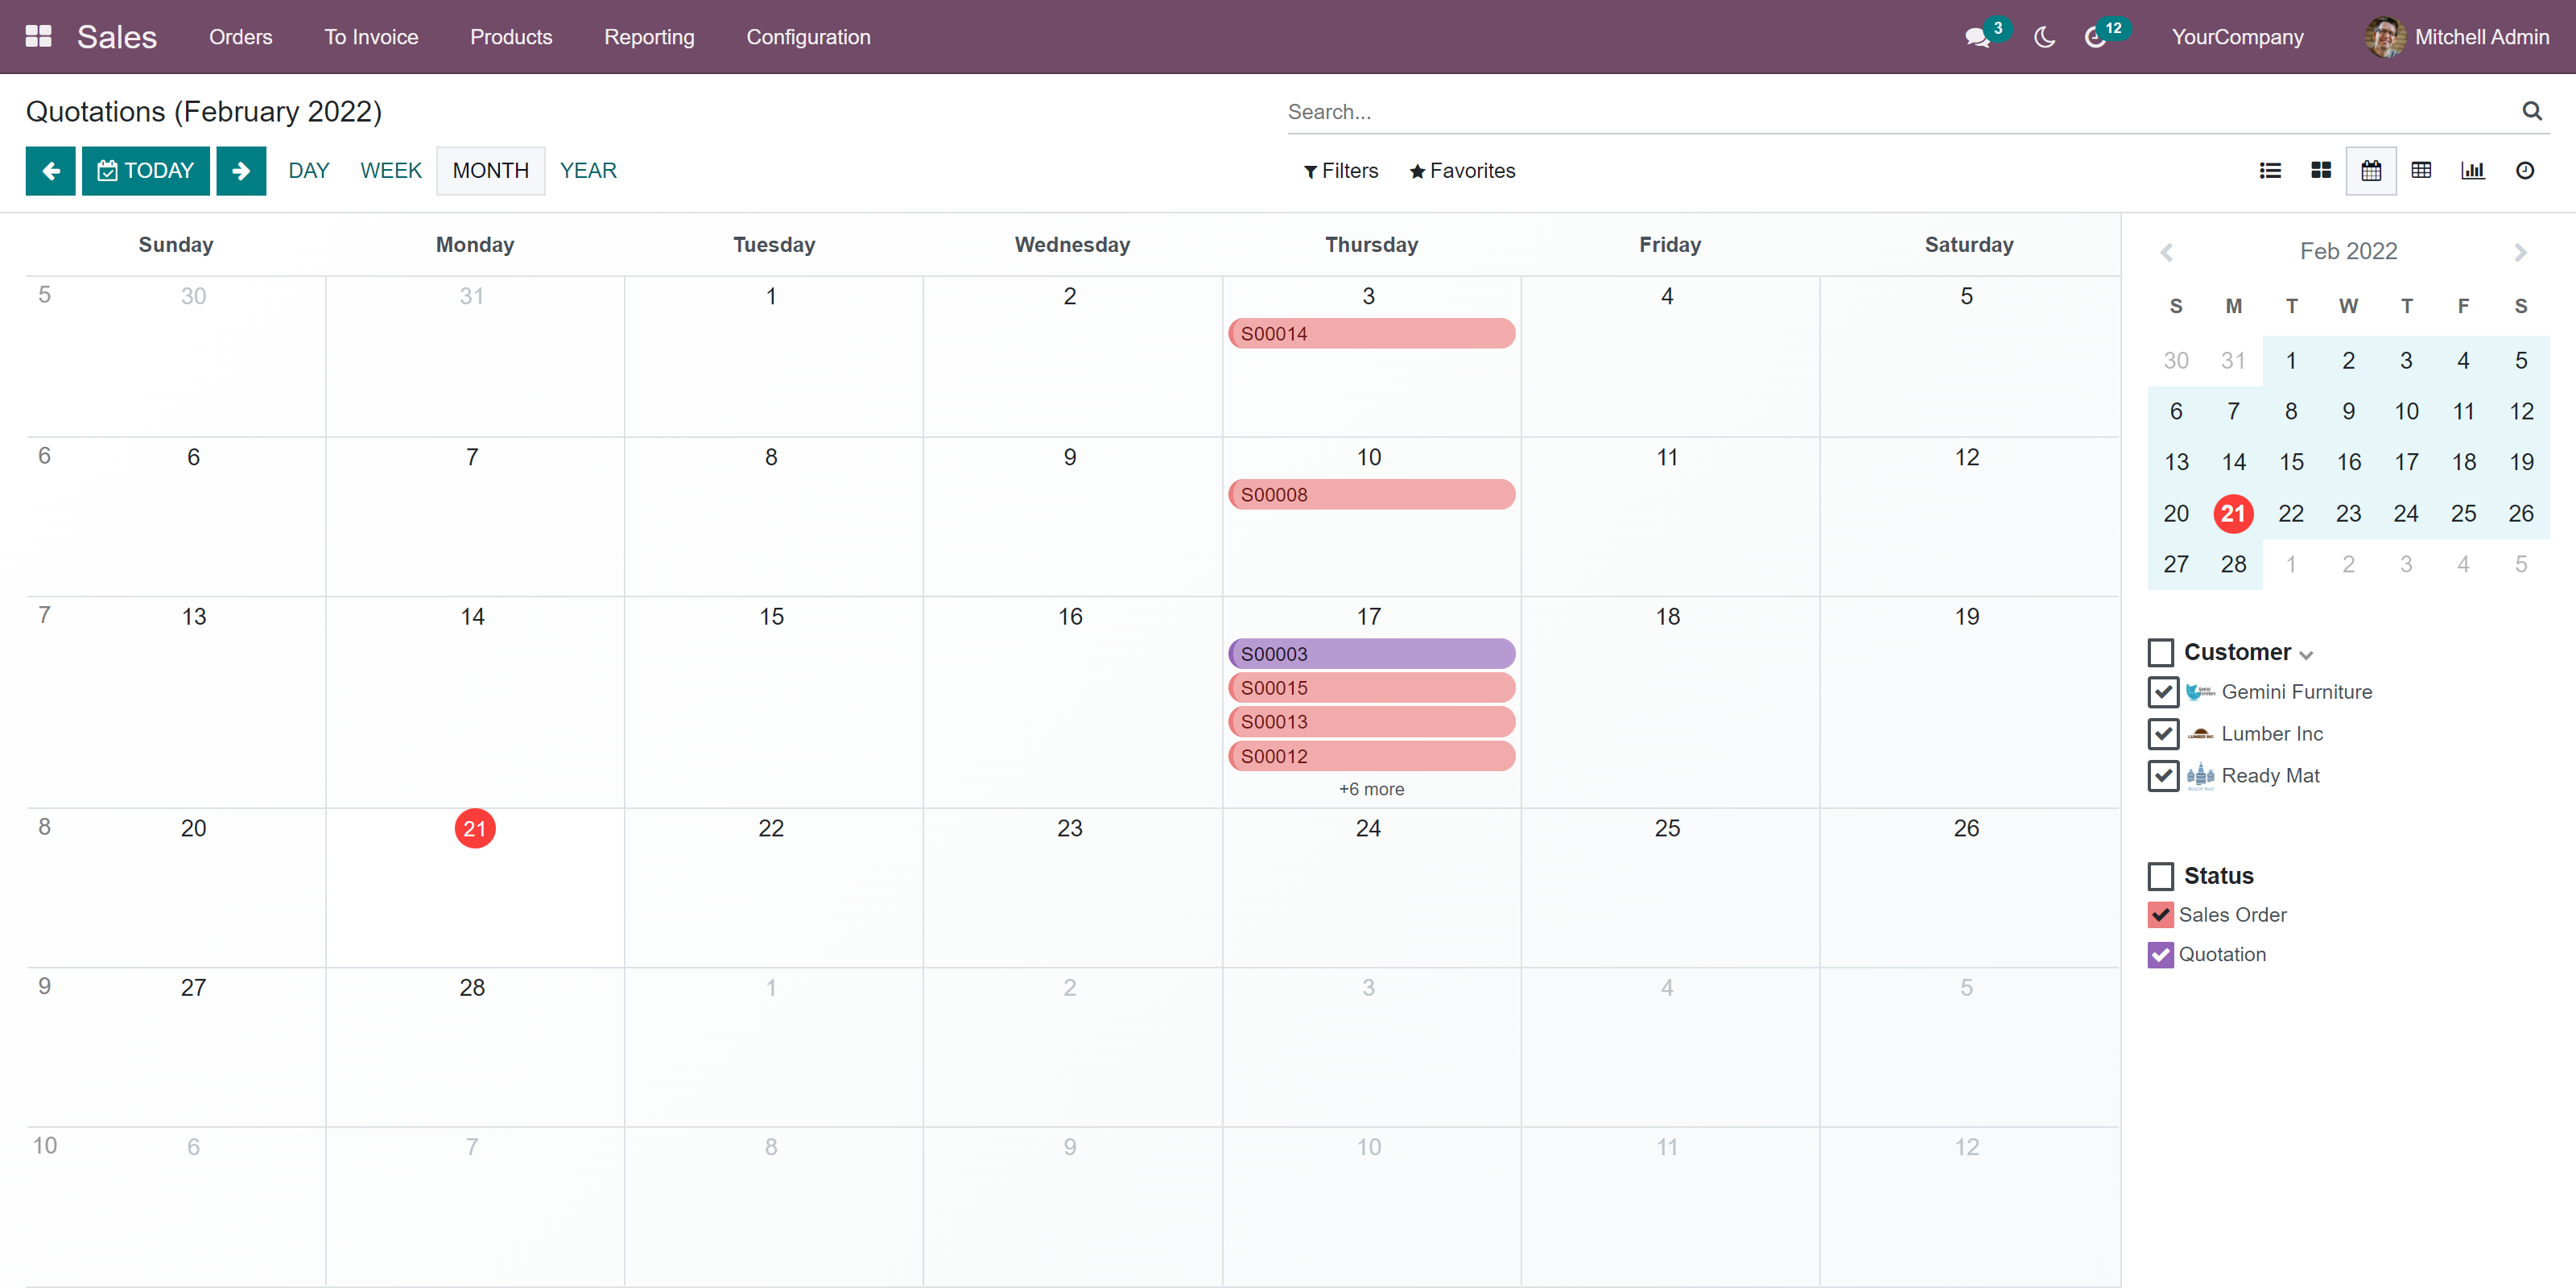 Sales Orders To Invoice Products Reporting Configuration 3 12 YourCompany Mitchell Admin
Quotations (February 2022) Search...
TODAY DAY WEEK MONTH YEAR Filters Favorites
Sunday Monday Tuesday Wednesday Thursday Friday Saturday
5 30 31 1 2 3 4 5
S00014
6 6 7 8 9 10 11 12
S00008
7 13 14 15 16 17 18 19
S00003
S00015
S00013
S00012
+6 more
8 20 21 22 23 24 25 26
9 27 28 1 2 3 4 5
10 6 7 8 9 10 11 12
Feb 2022
S M T W T F S
30 31 1 2 3 4 5
6 7 8 9 10 11 12
13 14 15 16 17 18 19
20 21 22 23 24 25 26
27 28 1 2 3 4 5
Customer
Gemini Furniture
LUMBER INC Lumber Inc
Ready Mat
Status
Sales Order
Quotation